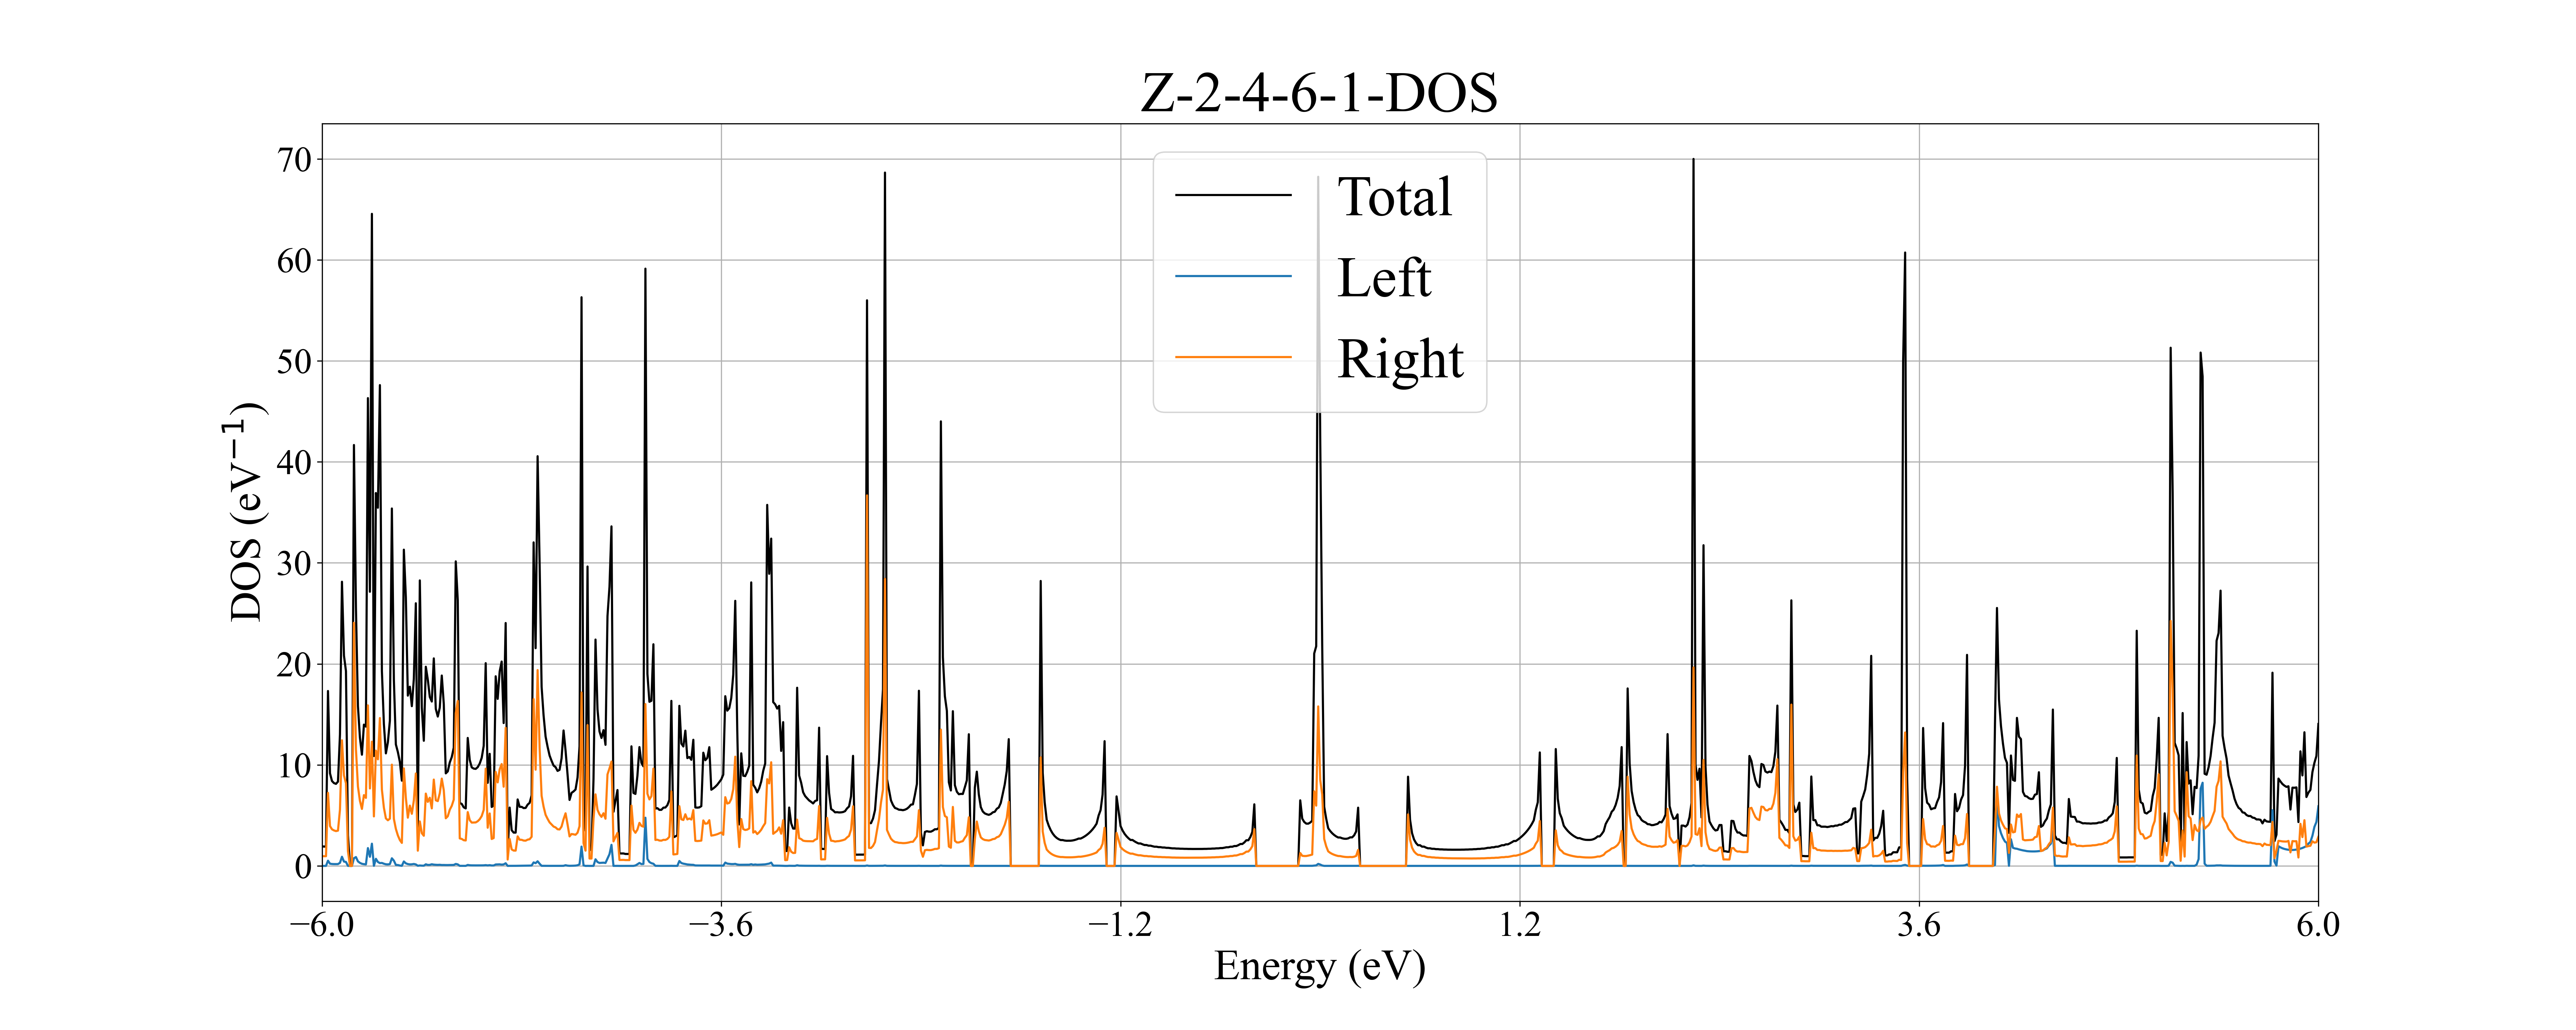 Z-2-4-6-1-DOS
70
60
50
40
30
20
10
0
DOS (eV⁻¹)
Total
Left
Right
−6.0 −3.6 −1.2 1.2 3.6 6.0
Energy (eV)